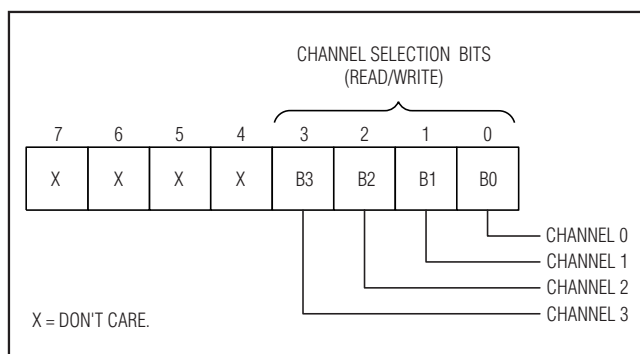 CHANNEL SELECTION BITS
(READ/WRITE)
7 6 5 4 3 2 1 0
X X X X B3 B2 B1 B0
CHANNEL 0
CHANNEL 1
CHANNEL 2
CHANNEL 3
X = DON'T CARE.